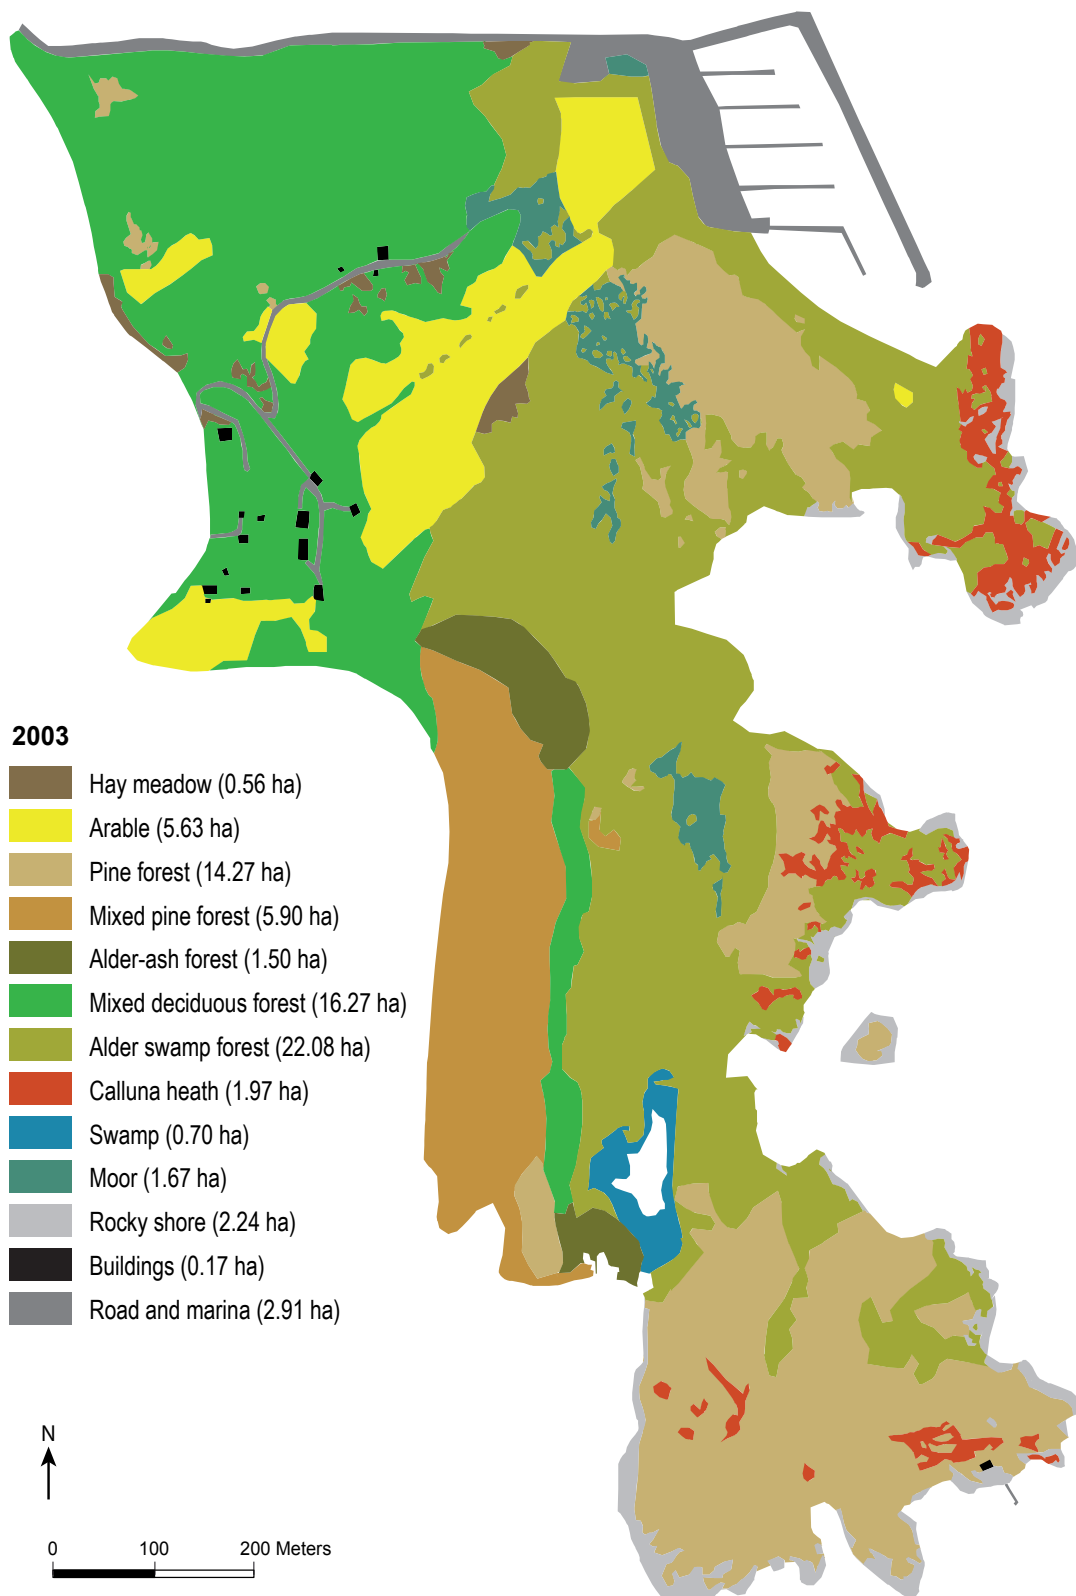 2003
Hay meadow (0.56 ha)
Arable (5.63 ha)
Pine forest (14.27 ha)
Mixed pine forest (5.90 ha)
Alder-ash forest (1.50 ha)
Mixed deciduous forest (16.27 ha)
Alder swamp forest (22.08 ha)
Calluna heath (1.97 ha)
Swamp (0.70 ha)
Moor (1.67 ha)
Rocky shore (2.24 ha)
Buildings (0.17 ha)
Road and marina (2.91 ha)
N
0 100 200 Meters